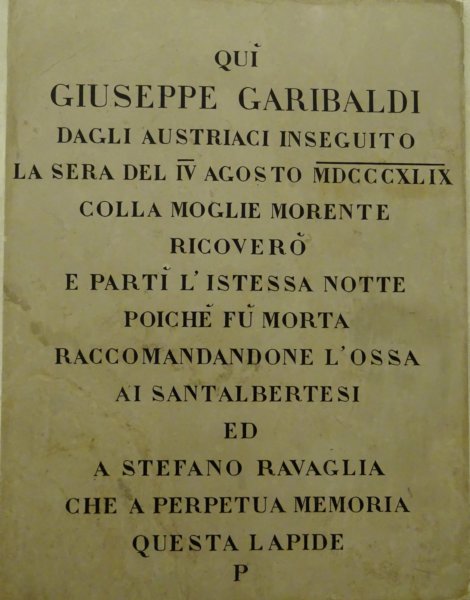 QUÌ
GIUSEPPE GARIBALDI
DAGLI AUSTRIACI INSEGUITO
LA SERA DEL IV AGOSTO MDCCCXLIX
COLLA MOGLIE MORENTE
RICOVERÒ
E PARTÌ L'ISTESSA NOTTE
POICHÈ FÙ MORTA
RACCOMANDANDONE L'OSSA
AI SANTALBERTESI
ED
A STEFANO RAVAGLIA
CHE A PERPETUA MEMORIA
QUESTA LAPIDE
P